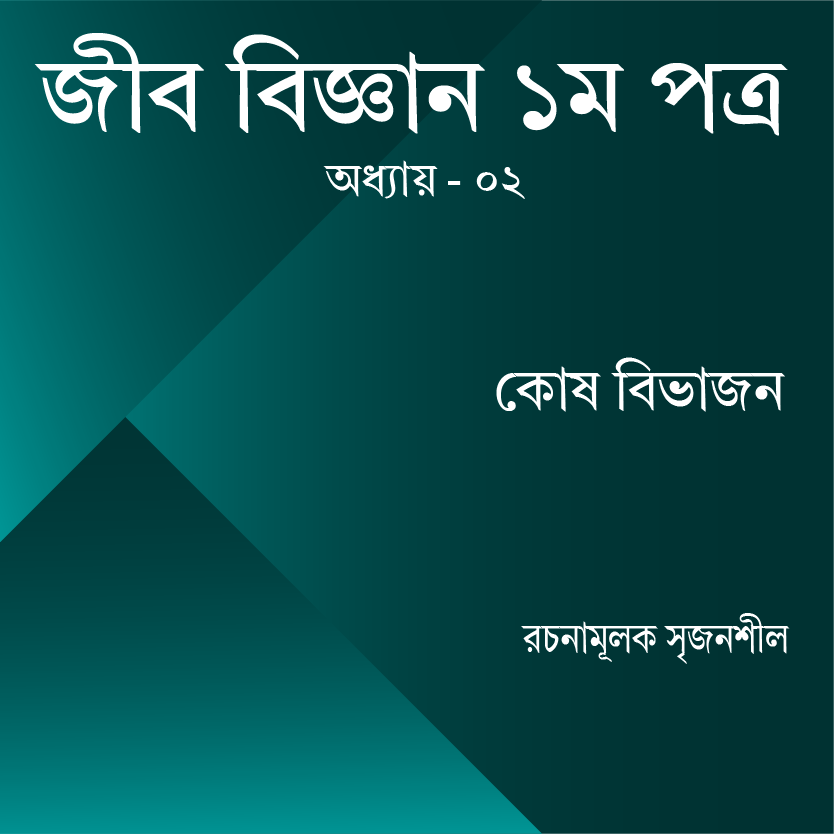 জীব বিজ্ঞান ১ম পত্র
অধ্যায় - ০২
কোষ বিভাজন
রচনামূলক সৃজনশীল